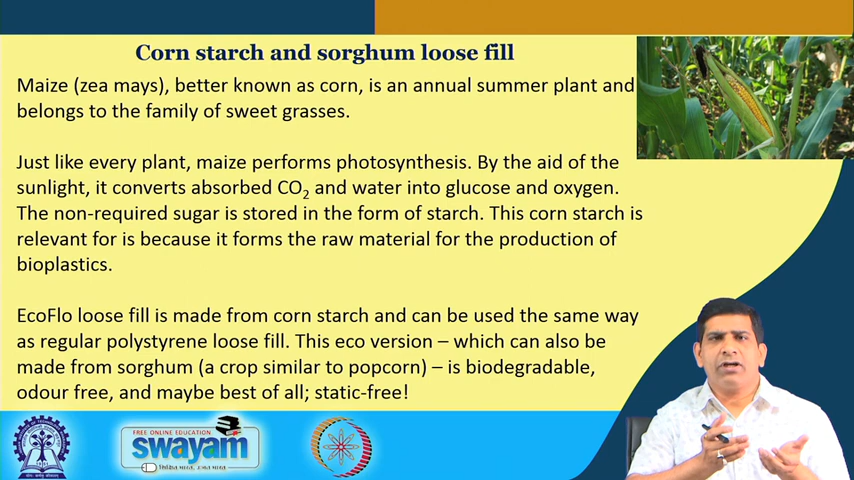 Corn starch and sorghum loose fill
Maize (zea mays), better known as corn, is an annual summer plant and
belongs to the family of sweet grasses.
Just like every plant, maize performs photosynthesis. By the aid of the
sunlight, it converts absorbed CO₂ and water into glucose and oxygen.
The non-required sugar is stored in the form of starch. This corn starch is
relevant for is because it forms the raw material for the production of
bioplastics.
EcoFlo loose fill is made from corn starch and can be used the same way
as regular polystyrene loose fill. This eco version – which can also be
made from sorghum (a crop similar to popcorn) – is biodegradable,
odour free, and maybe best of all; static-free!
FREE ONLINE EDUCATION
swayam